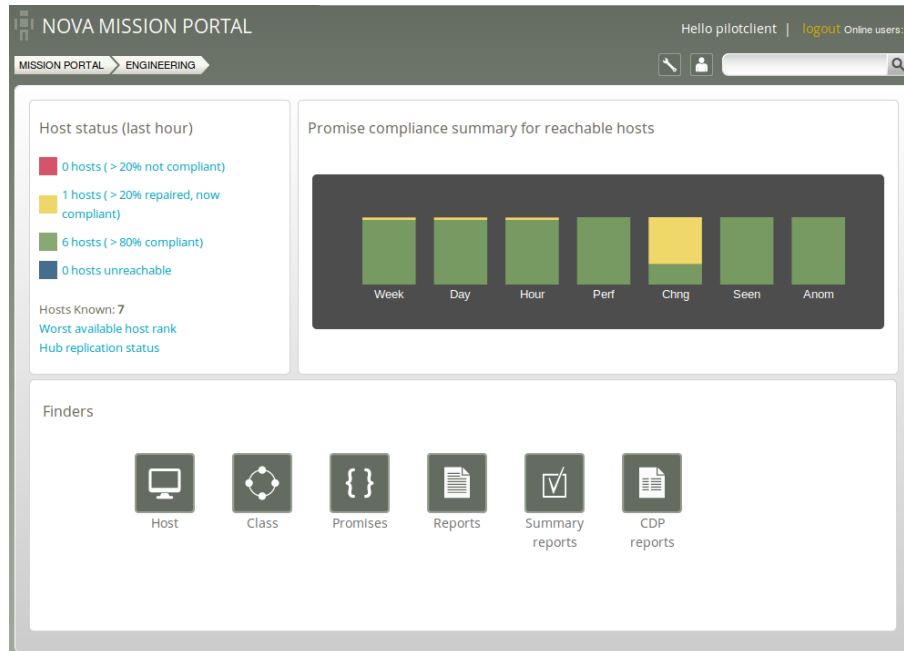 NOVA MISSION PORTAL
Hello pilotclient | logout Online users:
MISSION PORTAL
ENGINEERING
Host status (last hour)
0 hosts ( > 20% not compliant)
1 hosts ( > 20% repaired, now
compliant)
6 hosts ( > 80% compliant)
0 hosts unreachable
Hosts Known: 7
Worst available host rank
Hub replication status
Promise compliance summary for reachable hosts
Week Day Hour Perf Chng Seen Anom
Finders
Host
Class
Promises
Reports
Summary
reports
CDP
reports